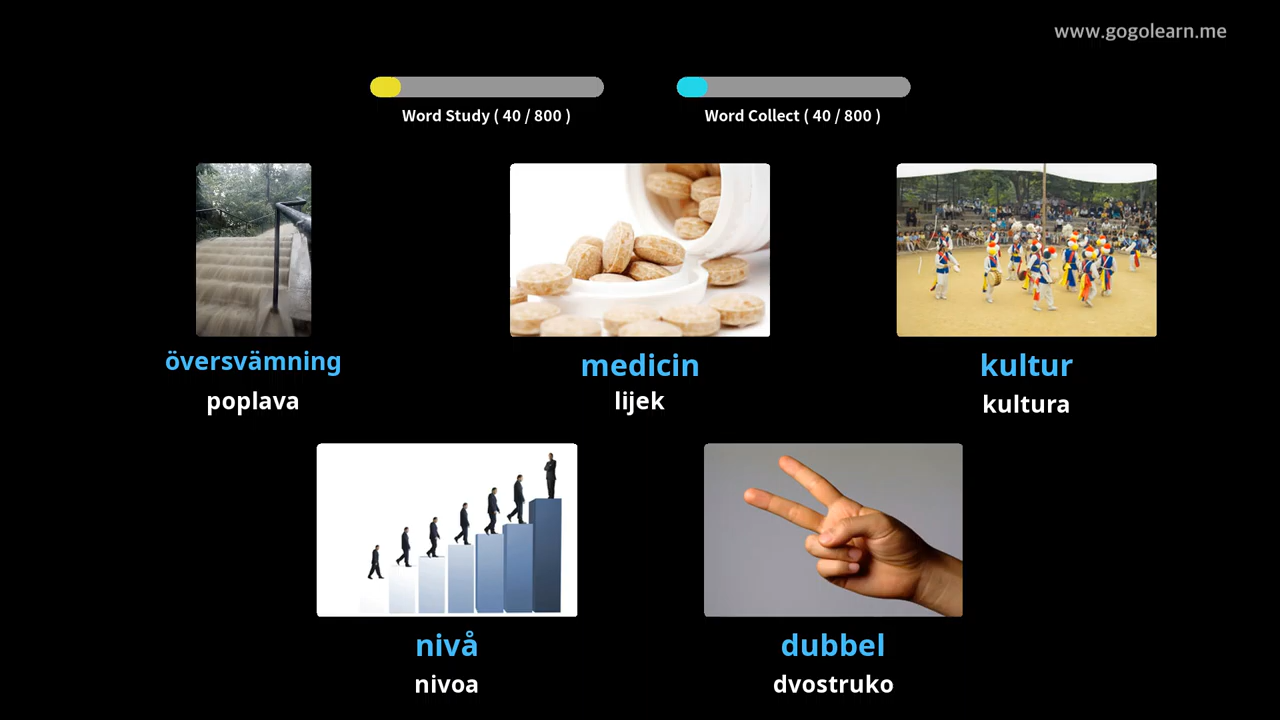 www.gogolearn.me
Word Study ( 40 / 800 )
Word Collect ( 40 / 800 )
översvämning
poplava
medicin
lijek
kultur
kultura
nivå
nivoa
dubbel
dvostruko